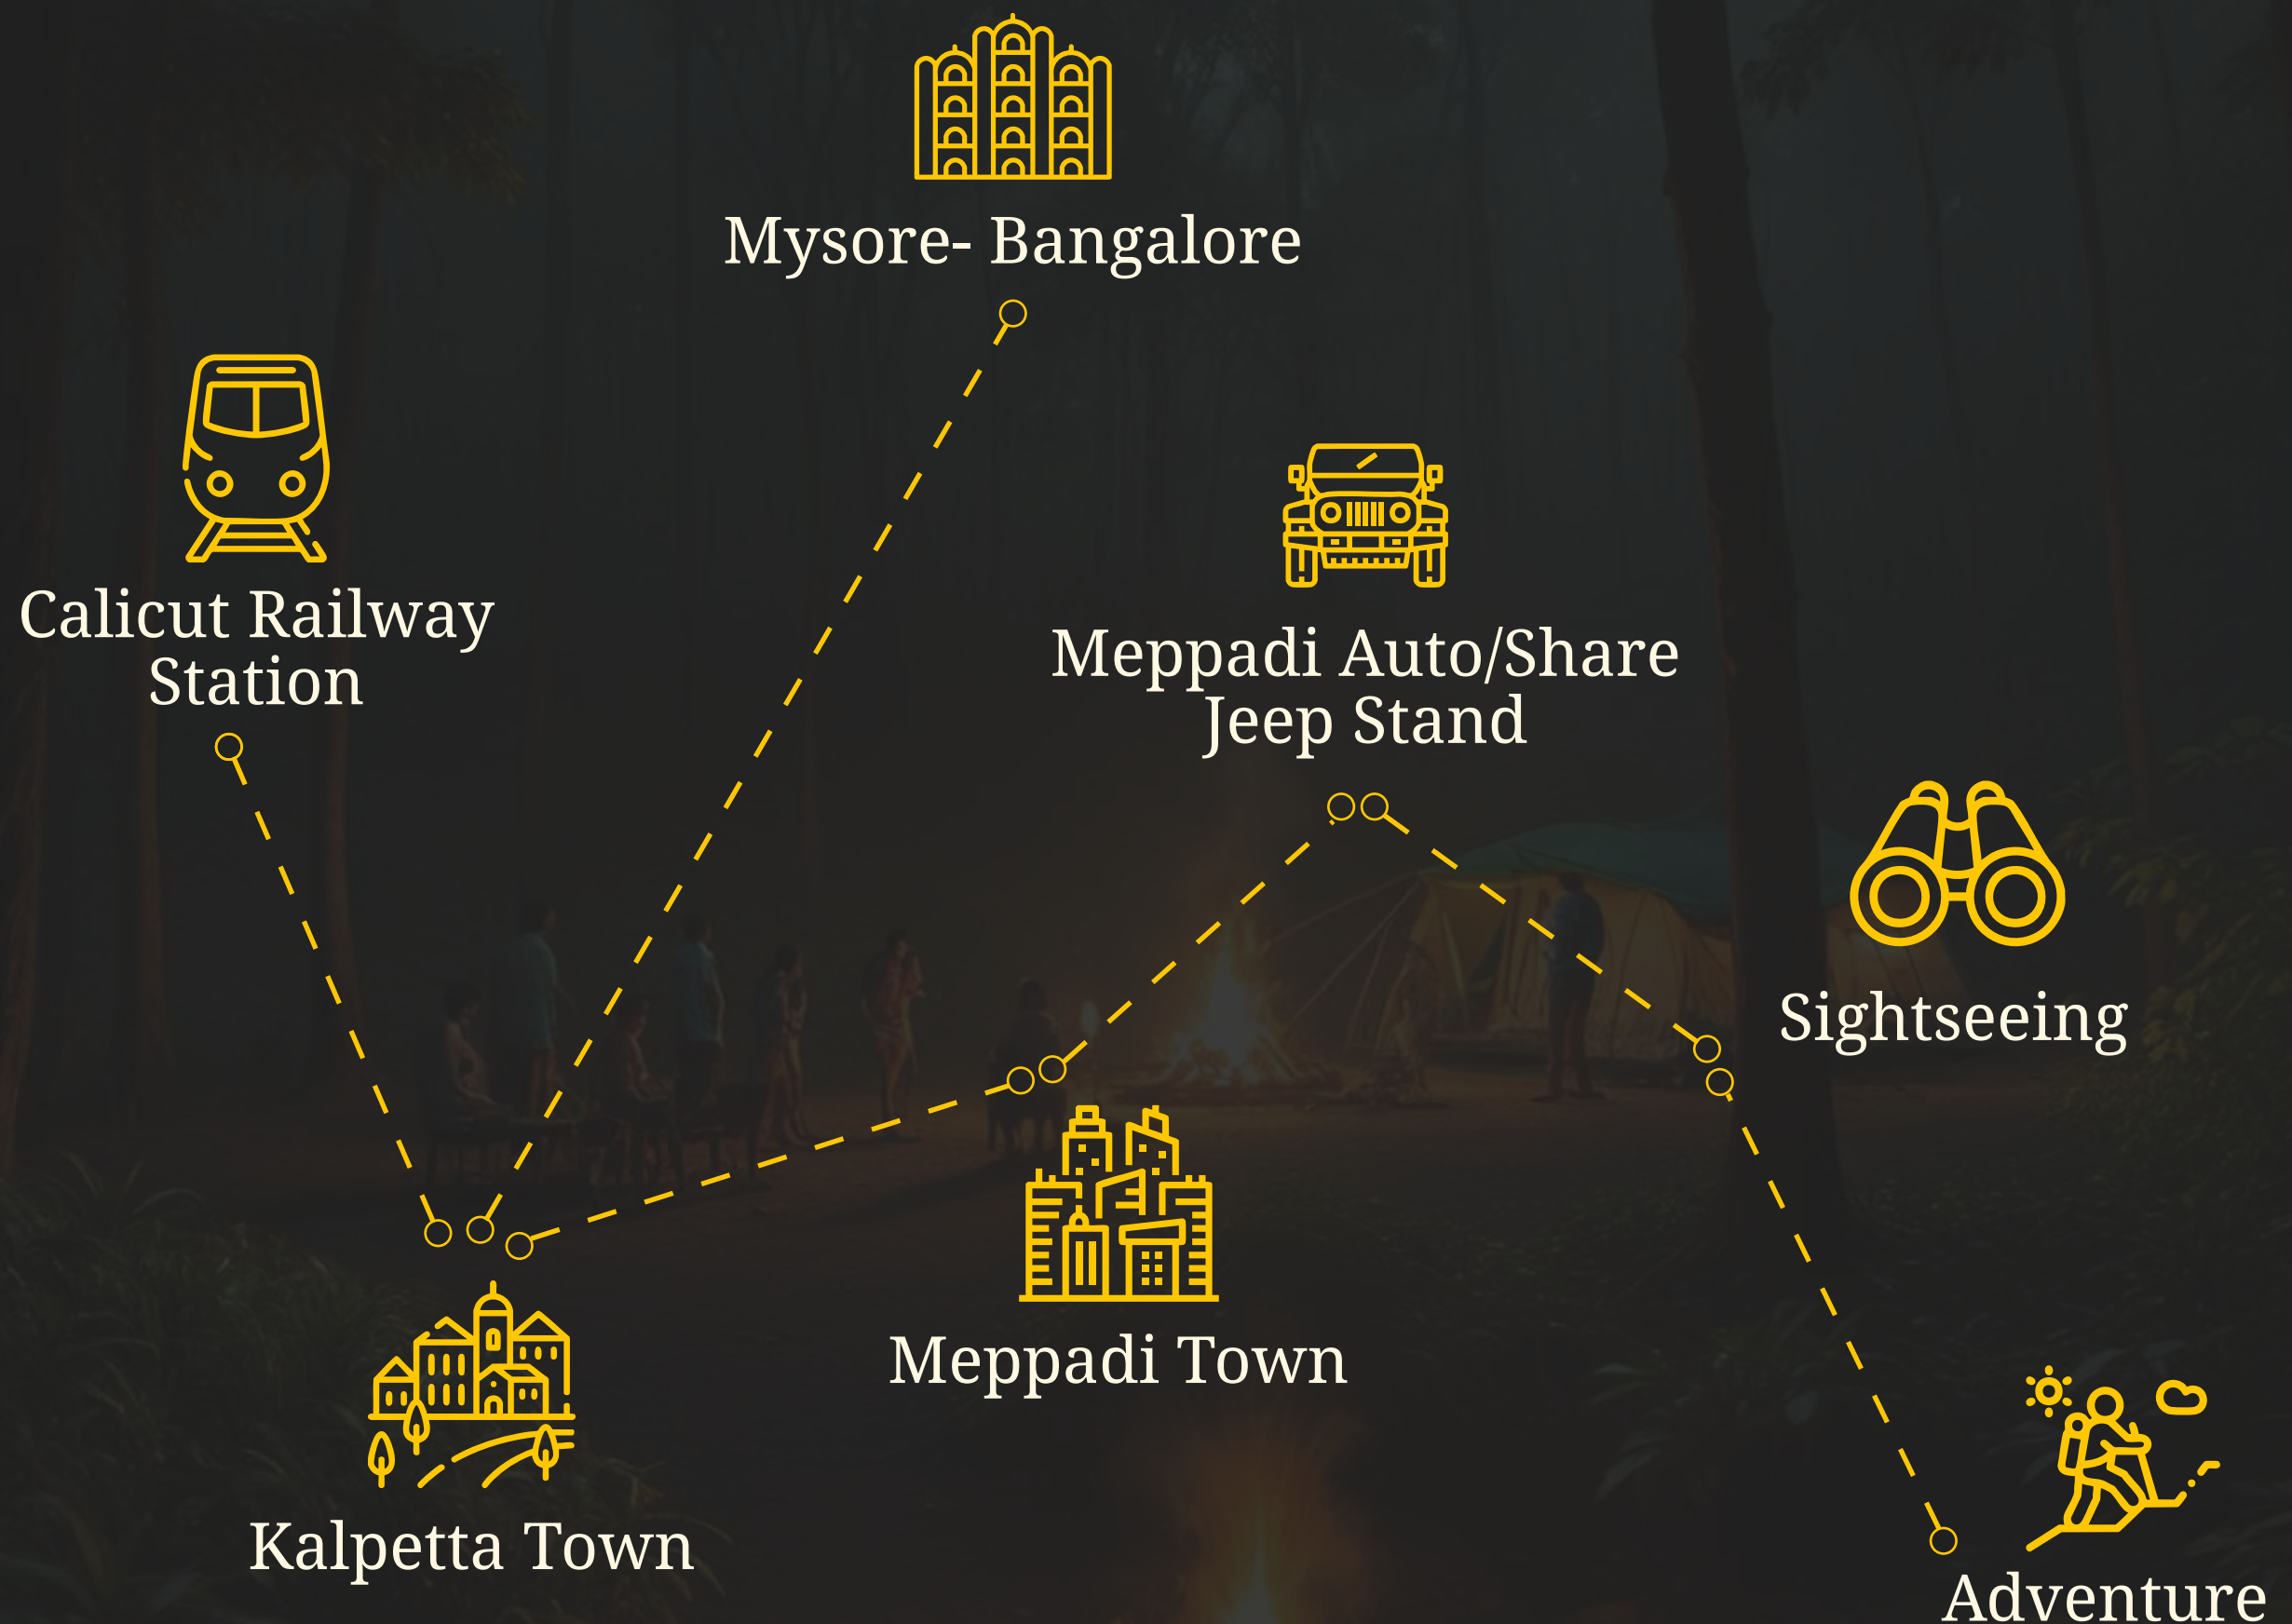 Mysore- Bangalore
Calicut Railway
Station
Meppadi Auto/Share
Jeep Stand
Sightseeing
Meppadi Town
Kalpetta Town
Adventure